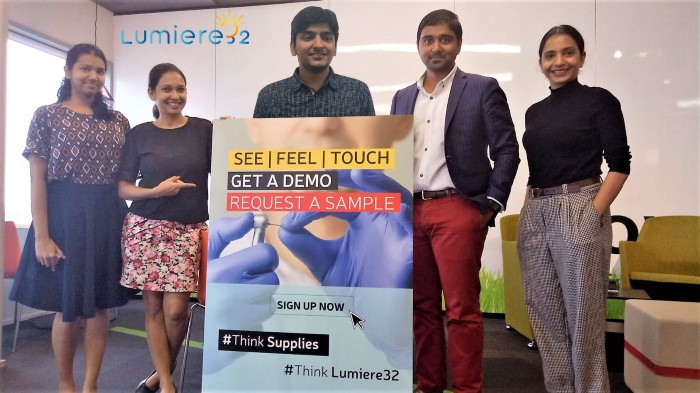 Lumiere32
SEE | FEEL | TOUCH
GET A DEMO
REQUEST A SAMPLE
SIGN UP NOW
#Think Supplies
#Think Lumiere32